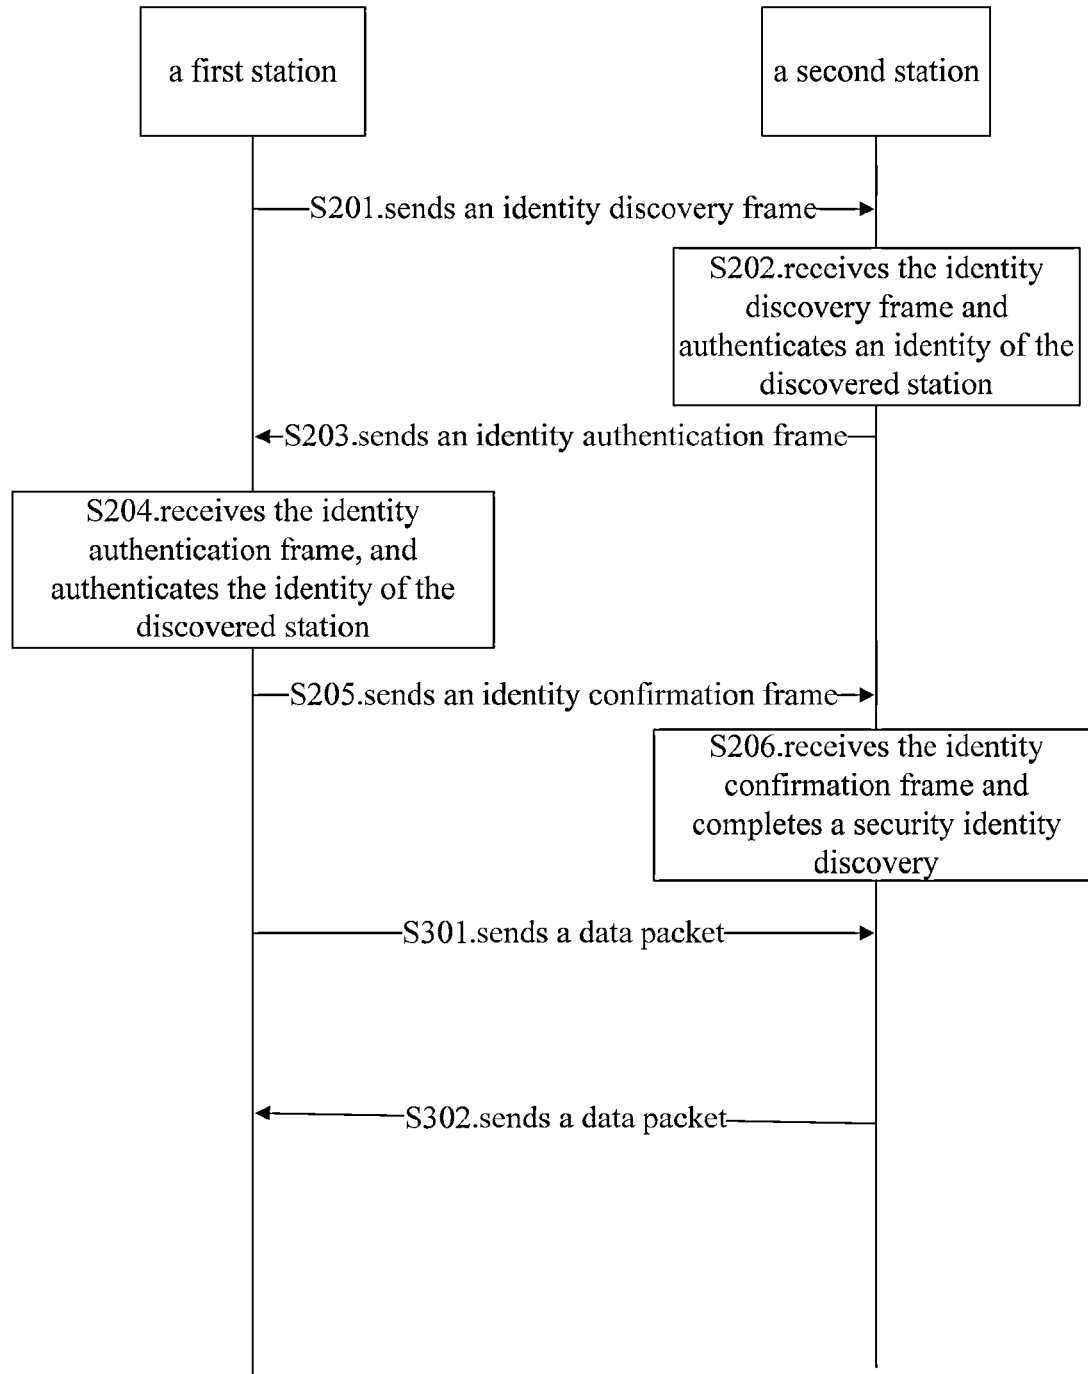 a first station
a second station
S201.sends an identity discovery frame
S202.receives the identity
discovery frame and
authenticates an identity of the
discovered station
S203.sends an identity authentication frame
S204.receives the identity
authentication frame, and
authenticates the identity of the
discovered station
S205.sends an identity confirmation frame
S206.receives the identity
confirmation frame and
completes a security identity
discovery
S301.sends a data packet
S302.sends a data packet